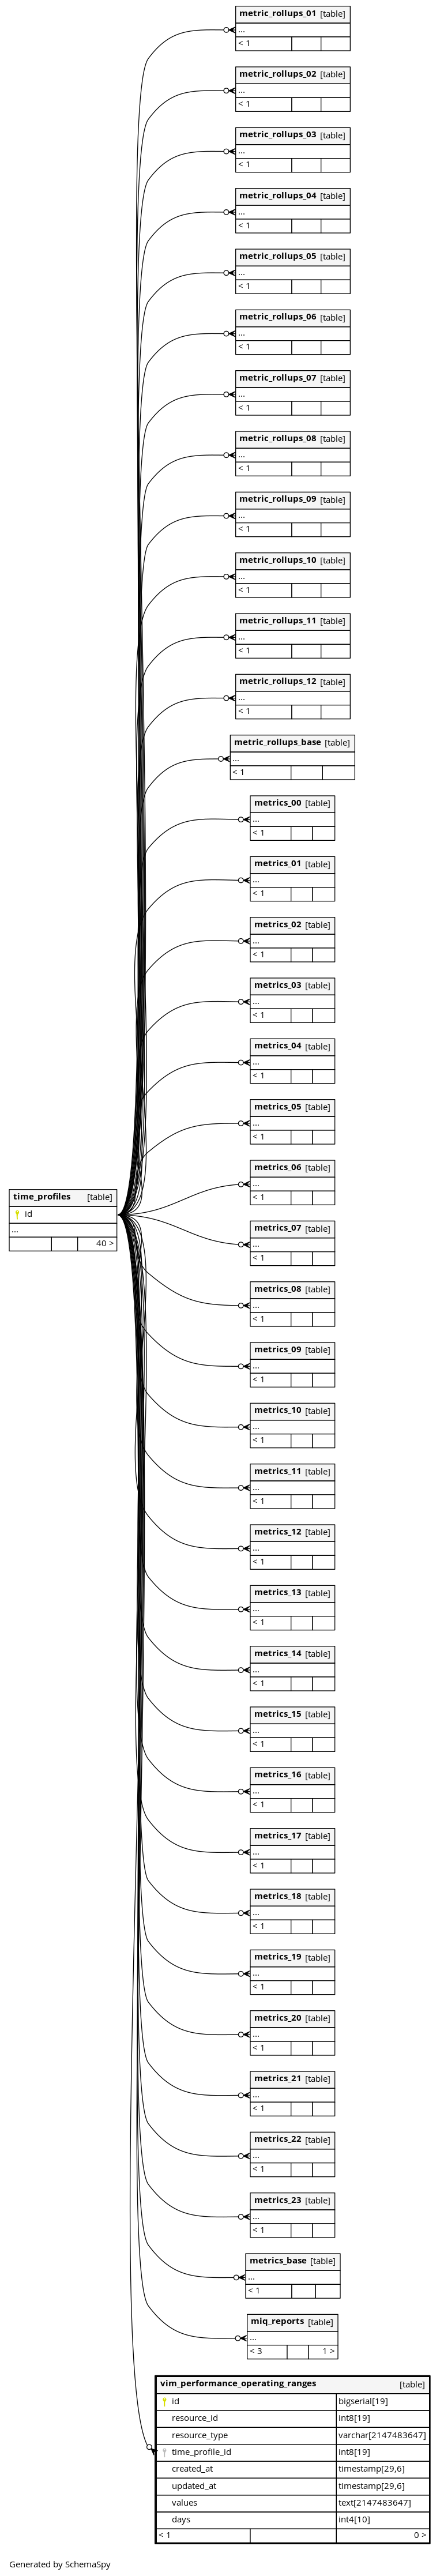 metric_rollups_01 [table]
...
< 1
metric_rollups_02 [table]
...
< 1
metric_rollups_03 [table]
...
< 1
metric_rollups_04 [table]
...
< 1
metric_rollups_05 [table]
...
< 1
metric_rollups_06 [table]
...
< 1
metric_rollups_07 [table]
...
< 1
metric_rollups_08 [table]
...
< 1
metric_rollups_09 [table]
...
< 1
metric_rollups_10 [table]
...
< 1
metric_rollups_11 [table]
...
< 1
metric_rollups_12 [table]
...
< 1
metric_rollups_base [table]
...
< 1
metrics_00 [table]
...
< 1
metrics_01 [table]
...
< 1
metrics_02 [table]
...
< 1
metrics_03 [table]
...
< 1
metrics_04 [table]
...
< 1
metrics_05 [table]
...
< 1
metrics_06 [table]
...
< 1
time_profiles [table]
id
...
40 >
metrics_07 [table]
...
< 1
metrics_08 [table]
...
< 1
metrics_09 [table]
...
< 1
metrics_10 [table]
...
< 1
metrics_11 [table]
...
< 1
metrics_12 [table]
...
< 1
metrics_13 [table]
...
< 1
metrics_14 [table]
...
< 1
metrics_15 [table]
...
< 1
metrics_16 [table]
...
< 1
metrics_17 [table]
...
< 1
metrics_18 [table]
...
< 1
metrics_19 [table]
...
< 1
metrics_20 [table]
...
< 1
metrics_21 [table]
...
< 1
metrics_22 [table]
...
< 1
metrics_23 [table]
...
< 1
metrics_base [table]
...
< 1
miq_reports [table]
...
< 3 1 >
vim_performance_operating_ranges [table]
id bigserial[19]
resource_id int8[19]
resource_type varchar[2147483647]
time_profile_id int8[19]
created_at timestamp[29,6]
updated_at timestamp[29,6]
values text[2147483647]
days int4[10]
< 1 0 >
Generated by SchemaSpy